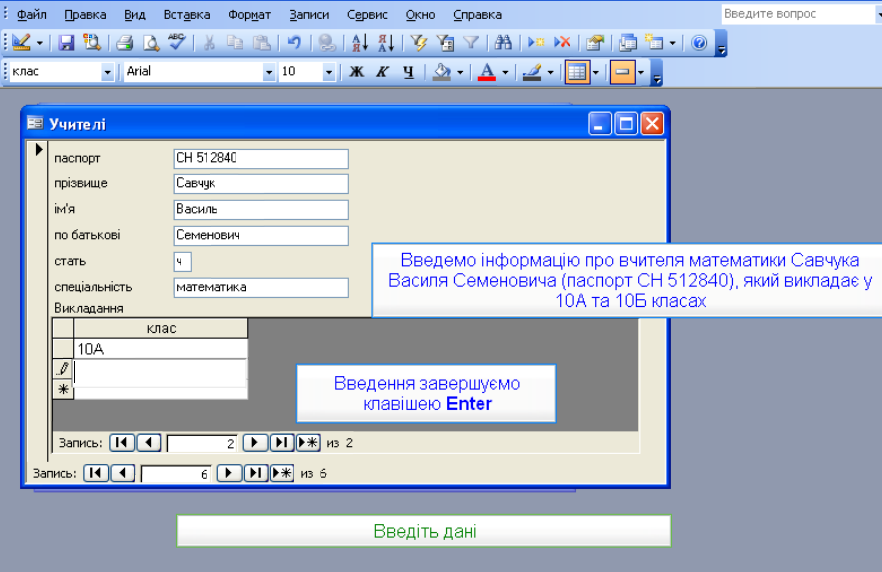 Файл Правка Вид Вставка Формат Записи Сервис Окно Справка Введите вопрос
клас Arial 10 Ж К Ч
Учителі
паспорт СН 512840
прізвище Савчук
ім'я Василь
по батькові Семенович
стать ч
спеціальність математика
Введемо інформацію про вчителя математики Савчука
Василя Семеновича (паспорт СН 512840), який викладає у
10А та 10Б класах
Викладання
клас
10А
Введення завершуємо
клавішею Enter
Запись: 2 из 2
Запись: 6 из 6
Введіть дані